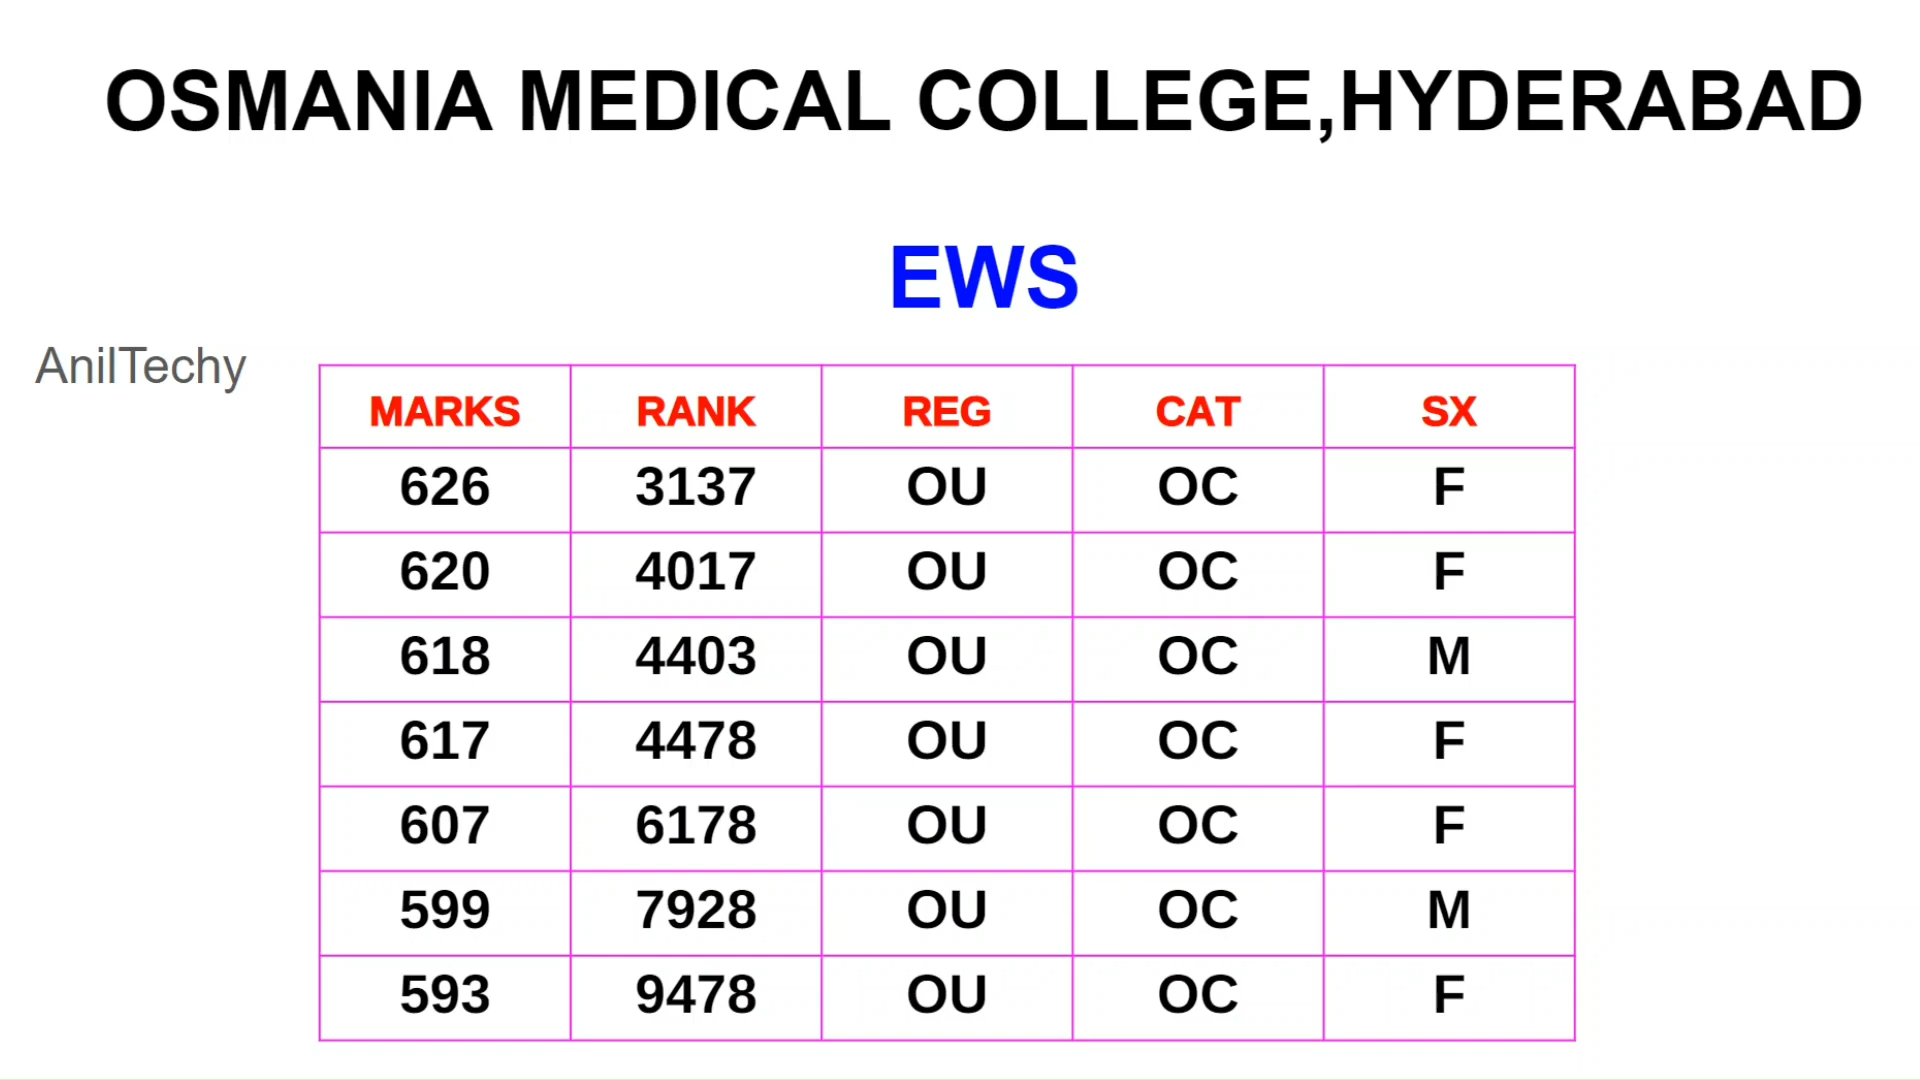 OSMANIA MEDICAL COLLEGE,HYDERABAD
EWS
AnilTechy
MARKS RANK REG CAT SX
626 3137 OU OC F
620 4017 OU OC F
618 4403 OU OC M
617 4478 OU OC F
607 6178 OU OC F
599 7928 OU OC M
593 9478 OU OC F